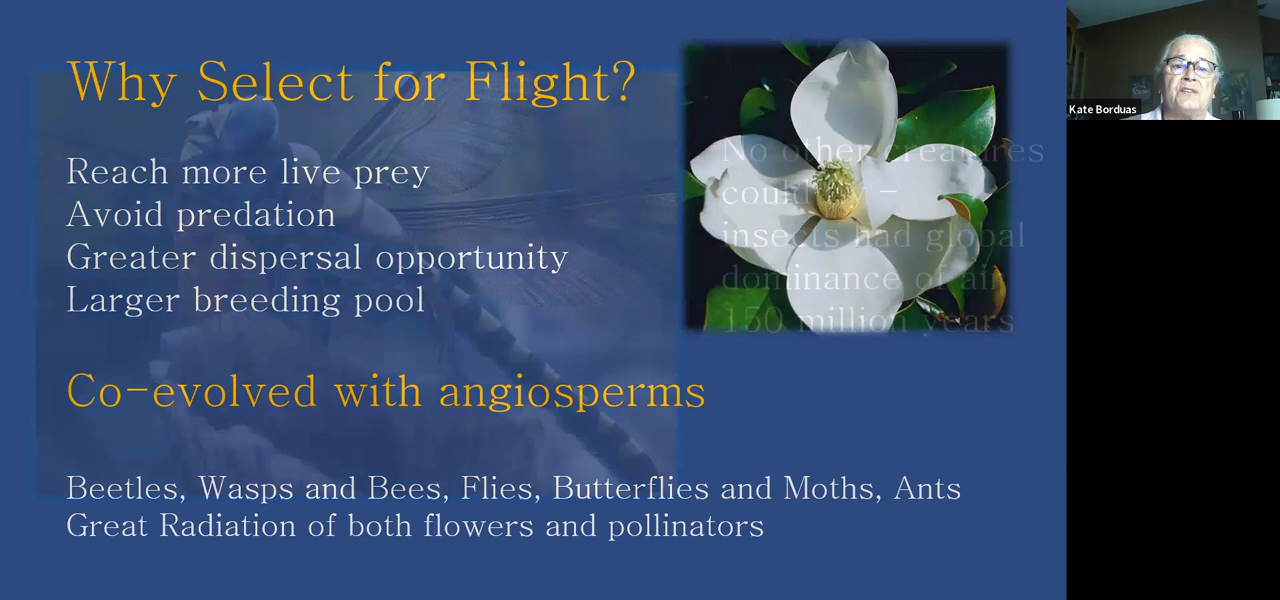 Why Select for Flight?
Reach more live prey
Avoid predation
Greater dispersal opportunity
Larger breeding pool
No other creatures
could –
insects had global
dominance of air
150 million years
Co-evolved with angiosperms
Beetles, Wasps and Bees, Flies, Butterflies and Moths, Ants
Great Radiation of both flowers and pollinators
Kate Borduas